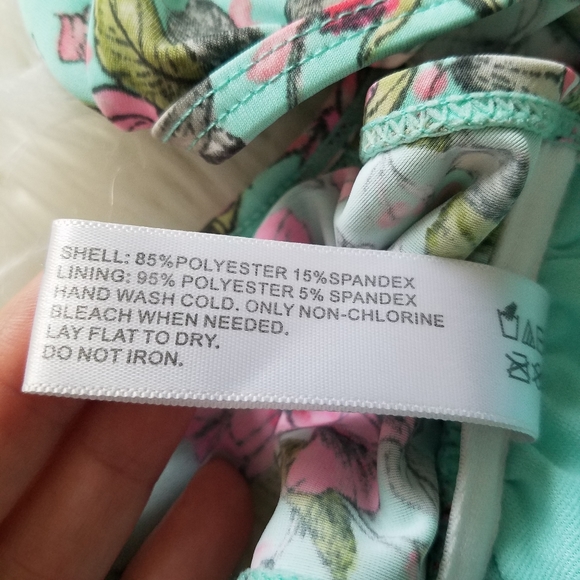 SHELL: 85%POLYESTER 15%SPANDEX
LINING: 95% POLYESTER 5% SPANDEX
HAND WASH COLD. ONLY NON-CHLORINE
BLEACH WHEN NEEDED.
LAY FLAT TO DRY.
DO NOT IRON.